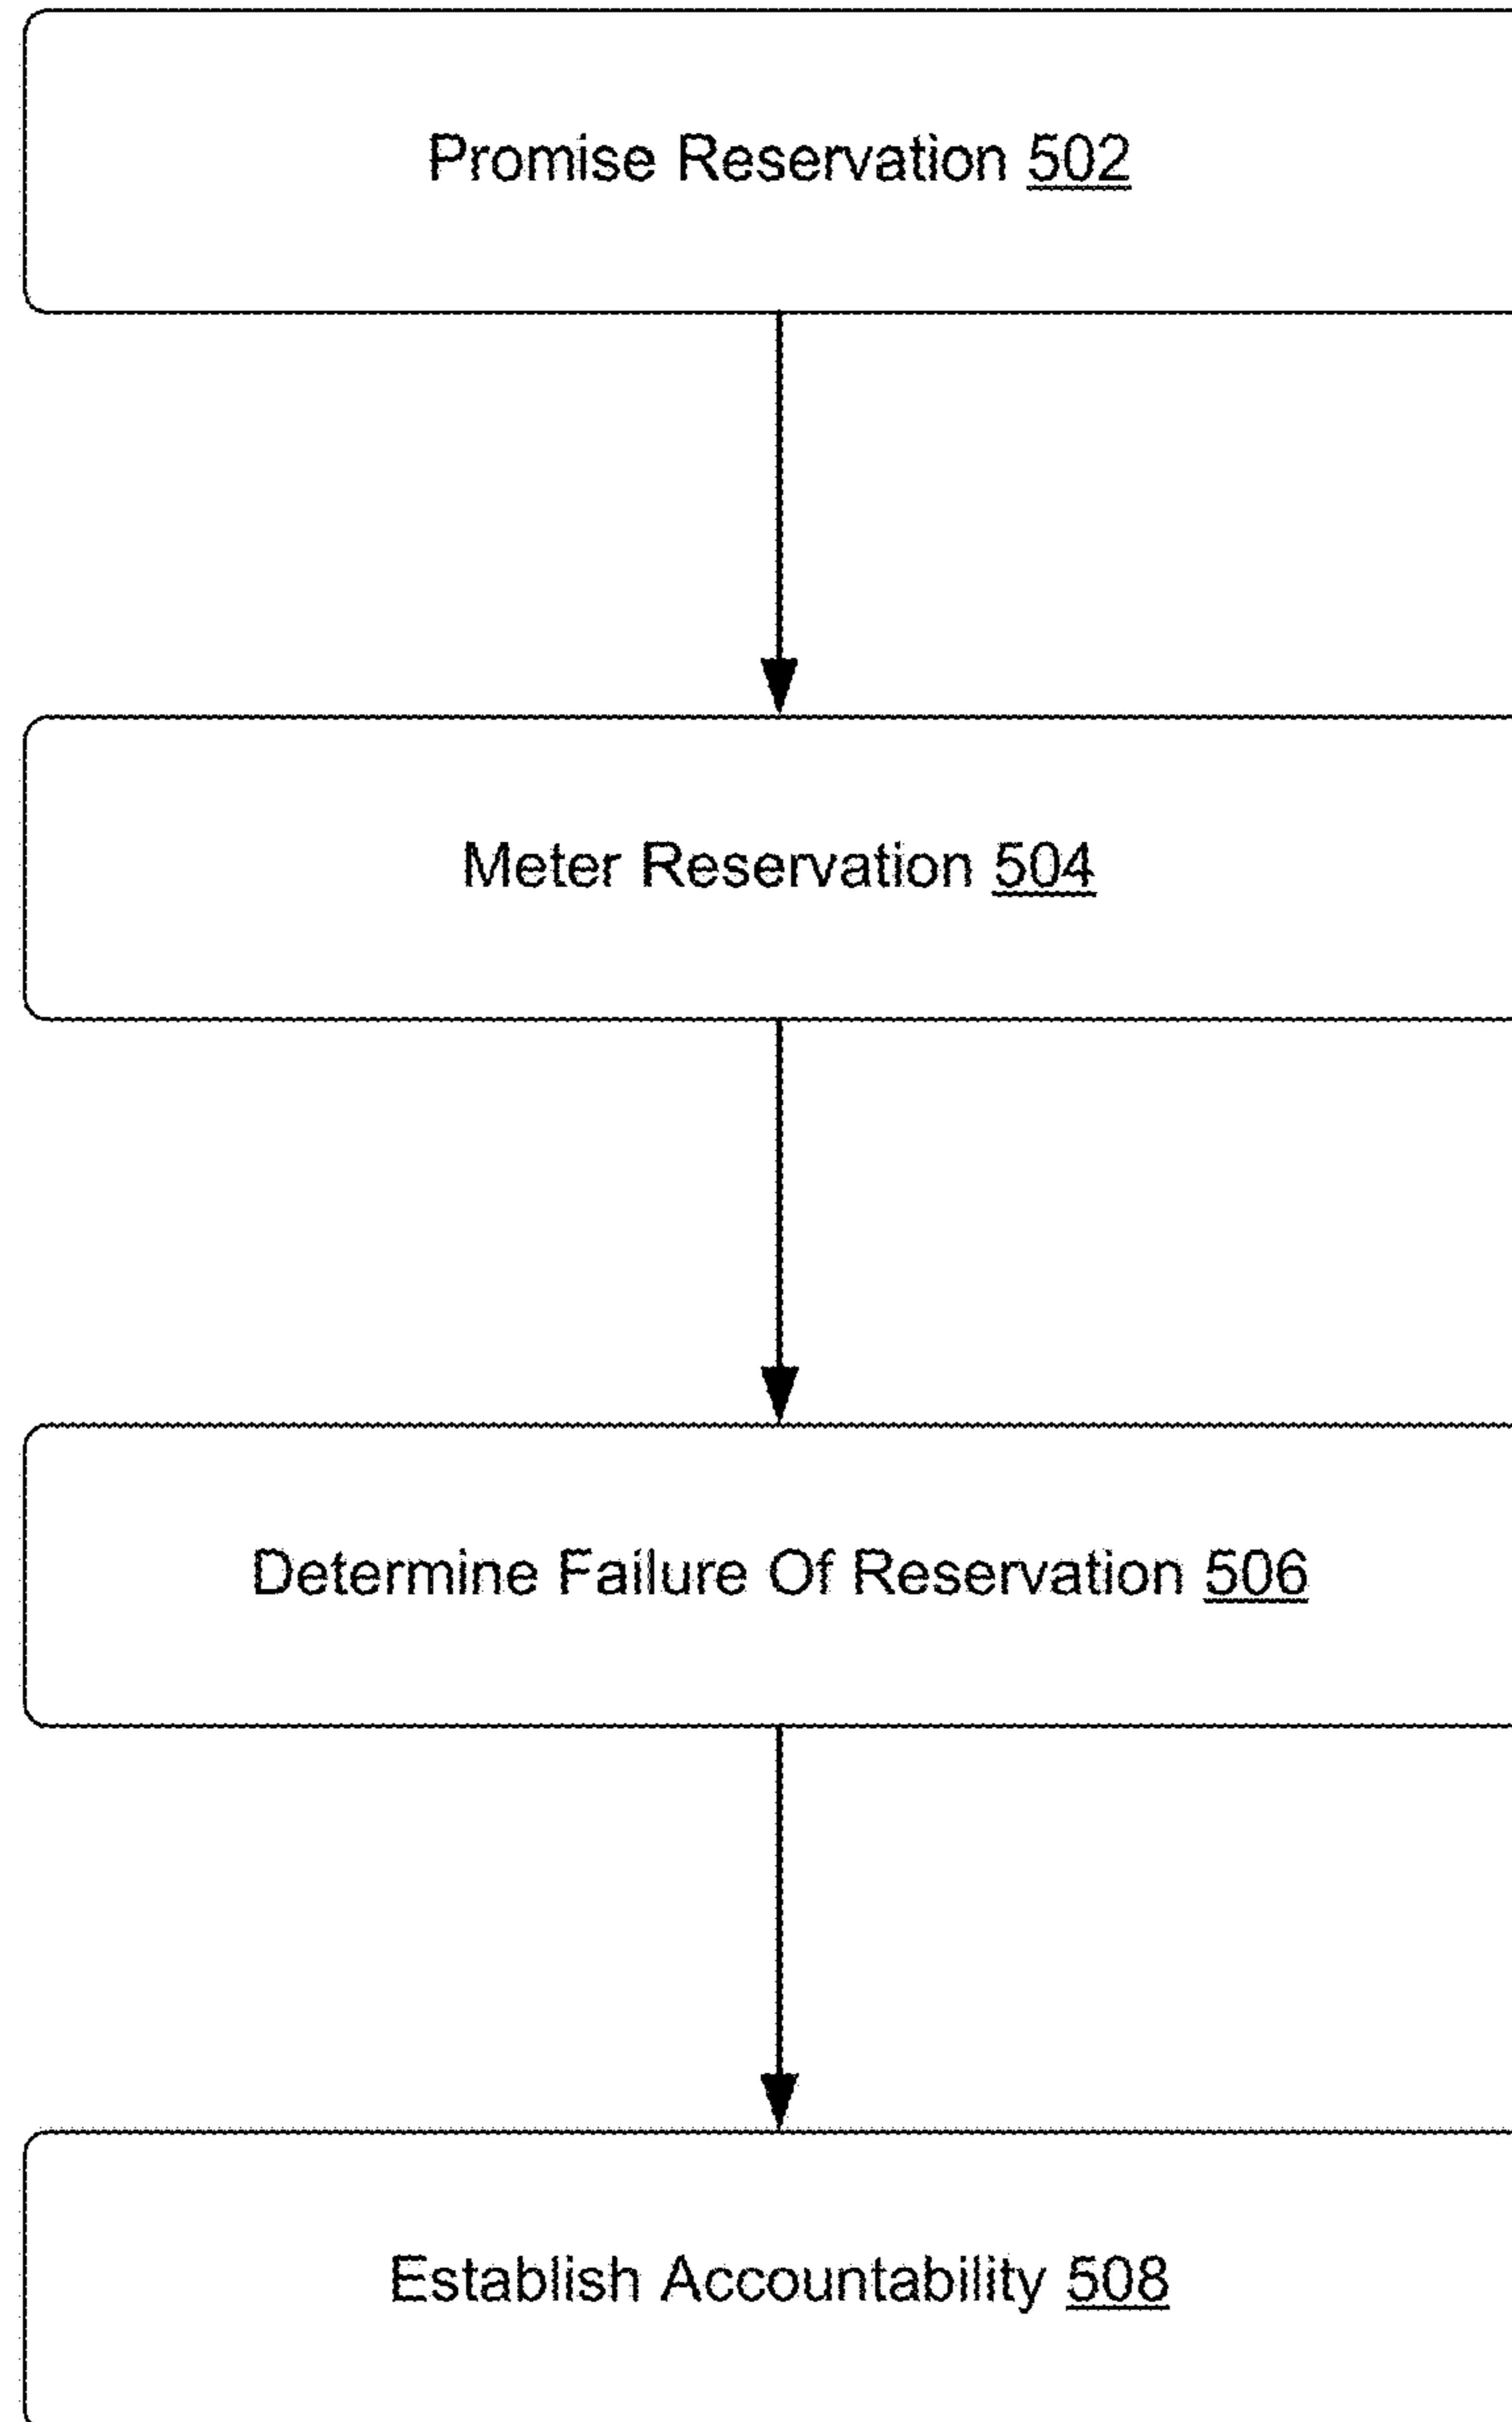 Promise Reservation 502
Meter Reservation 504
Determine Failure Of Reservation 506
Establish Accountability 508